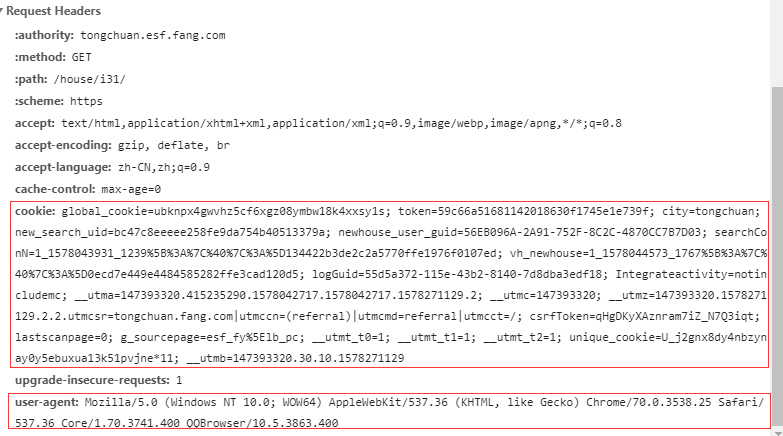 Request Headers
:authority: tongchuan.esf.fang.com
:method: GET
:path: /house/i31/
:scheme: https
accept: text/html,application/xhtml+xml,application/xml;q=0.9,image/webp,image/apng,*/*;q=0.8
accept-encoding: gzip, deflate, br
accept-language: zh-CN,zh;q=0.9
cache-control: max-age=0
cookie: global_cookie=ubknpx4gwvhz5cf6xgz08ymbw18k4xxsy1s; token=59c66a51681142018630f1745e1e739f; city=tongchuan;
new_search_uid=bc47c8eeeee258fe9da754b40513379a; newhouse_user_guid=56EB096A-2A91-752F-8C2C-4870CC7B7D03; searchCo
nN=1_1578043931_1239%5B%3A%7C%40%7C%3A%5D134422b3de2c2a5770ffe1976f0107ed; vh_newhouse=1_1578044573_1767%5B%3A%7C%
40%7C%3A%5D0ecd7e449e4484585282ffe3cad120d5; logGuid=55d5a372-115e-43b2-8140-7d8dba3edf18; Integrateactivity=notin
cludemc; __utma=147393320.415235290.1578042717.1578042717.1578271129.2; __utmc=147393320; __utmz=147393320.1578271
129.2.2.utmcsr=tongchuan.fang.com|utmccn=(referral)|utmcmd=referral|utmcct=/; csrfToken=qHgDKyXAznram7iZ_N7Q3iqt;
lastscanpage=0; g_sourcepage=esf_fy%5Elb_pc; __utmt_t0=1; __utmt_t1=1; __utmt_t2=1; unique_cookie=U_j2gnx8dy4nbzyn
ay0y5ebuxua13k51pvjne*11; __utmb=147393320.30.10.1578271129
upgrade-insecure-requests: 1
user-agent: Mozilla/5.0 (Windows NT 10.0; WOW64) AppleWebKit/537.36 (KHTML, like Gecko) Chrome/70.0.3538.25 Safari/
537.36 Core/1.70.3741.400 QQBrowser/10.5.3863.400